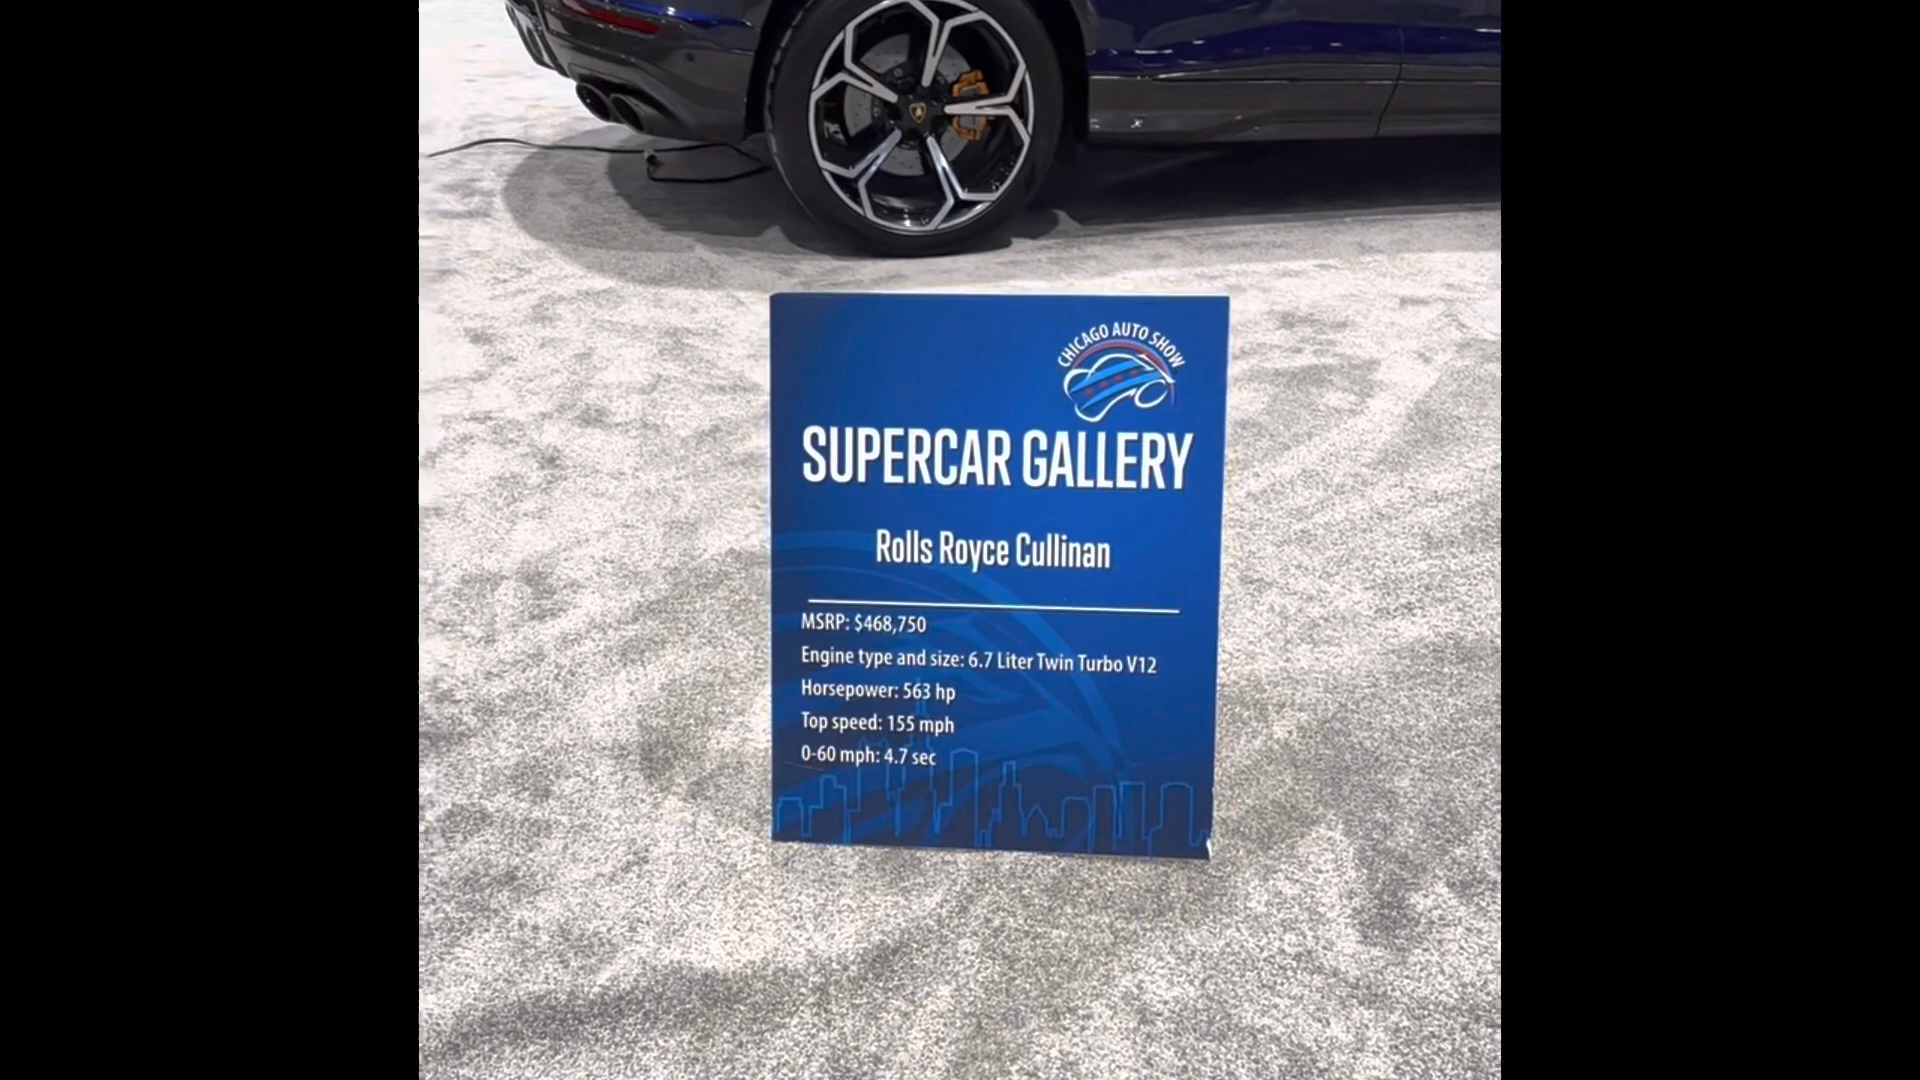 CHICAGO AUTO SHOW
SUPERCAR GALLERY
Rolls Royce Cullinan
MSRP: $468,750
Engine type and size: 6.7 Liter Twin Turbo V12
Horsepower: 563 hp
Top speed: 155 mph
0-60 mph: 4.7 sec